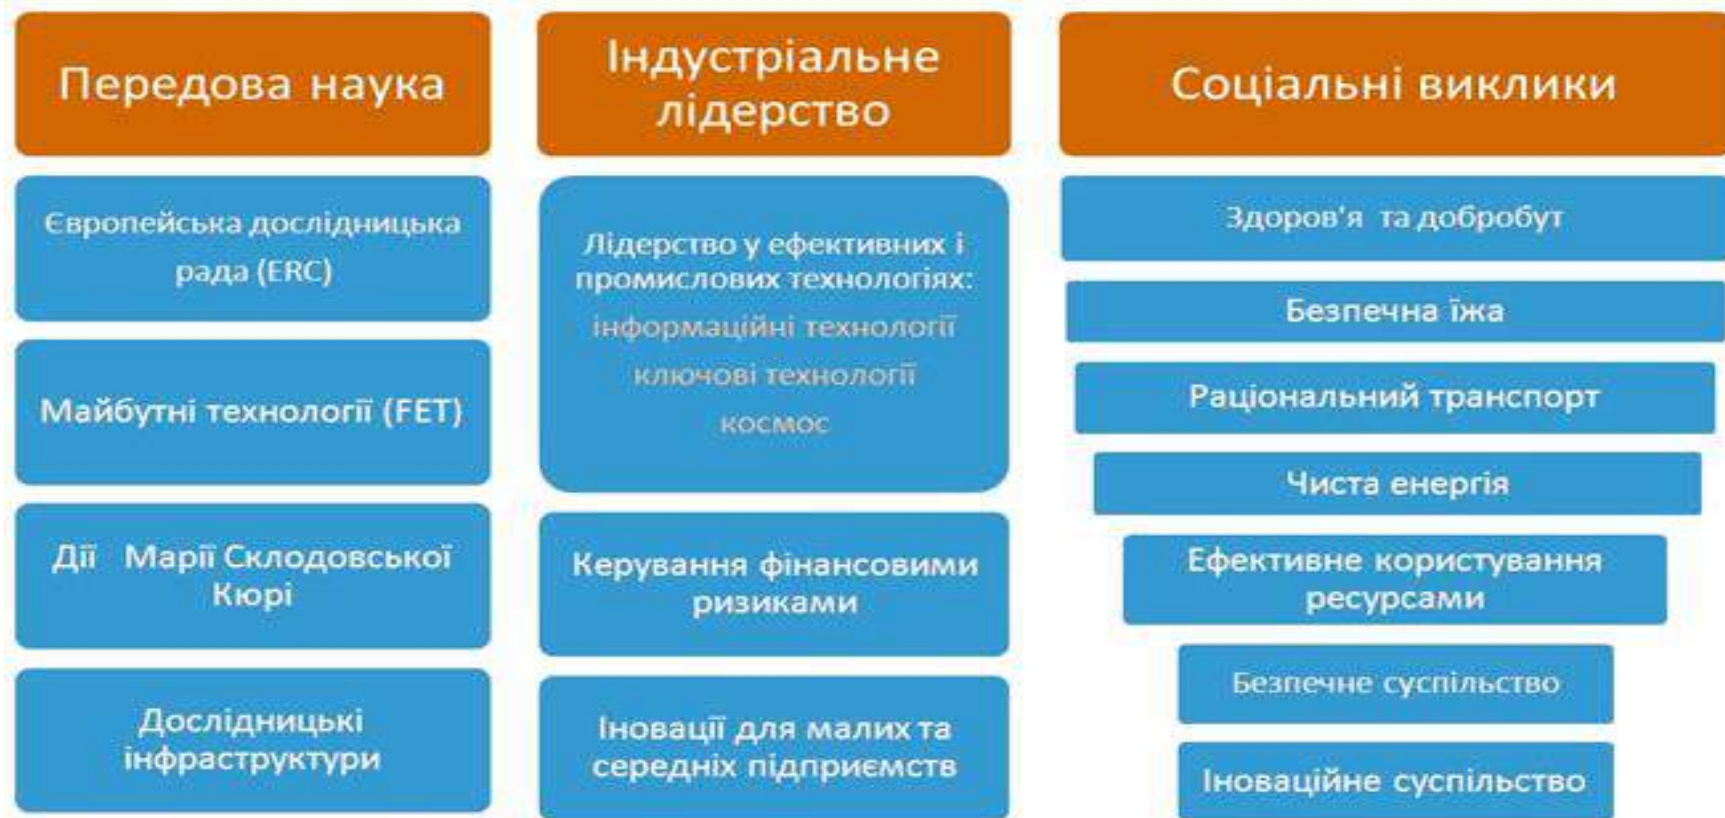 Передова наука
Європейська дослідницька
рада (ERC)
Майбутні технології (FET)
Дії Марії Склодовської
Кюрі
Дослідницькі
інфраструктури
Індустріальне
лідерство
Лідерство у ефективних і
промислових технологіях:
інформаційні технології
ключові технології
космос
Керування фінансовими
ризиками
Іновації для малих та
середніх підприємств
Соціальні виклики
Здоров'я та добробут
Безпечна їжа
Раціональний транспорт
Чиста енергія
Ефективне користування
ресурсами
Безпечне суспільство
Іноваційне суспільство